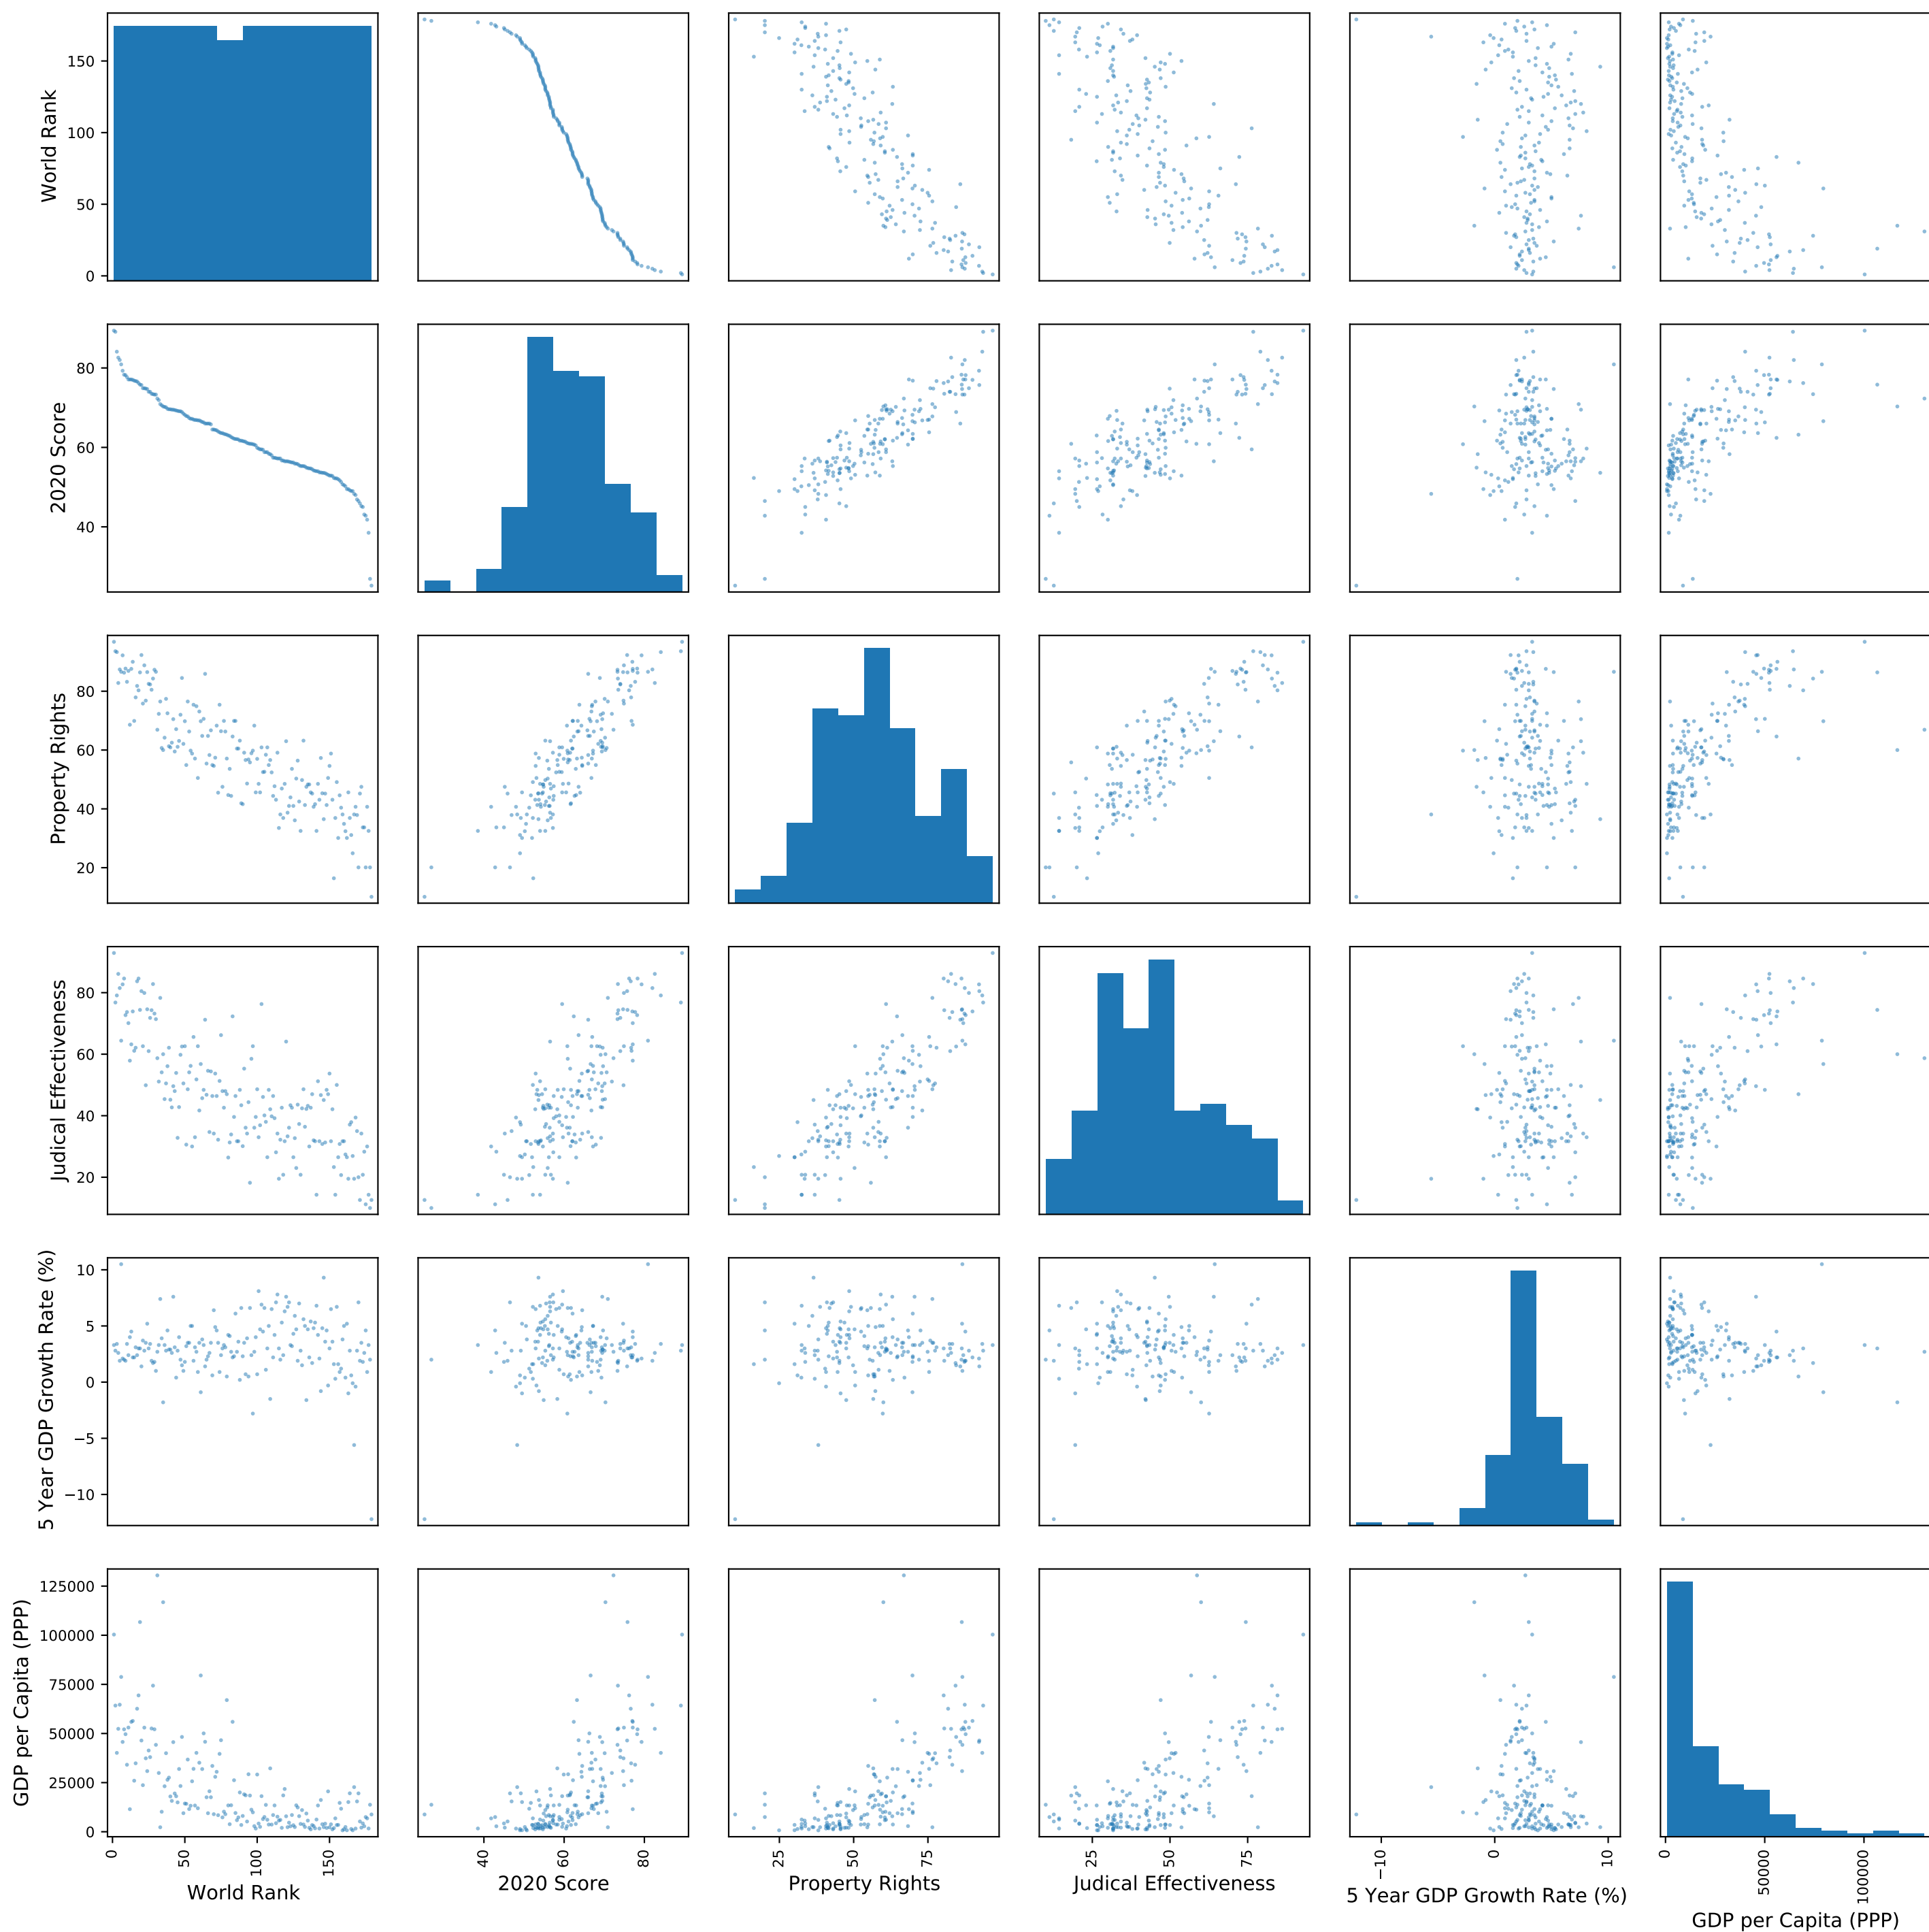 World Rank
150
100
50
0
2020 Score
80
60
40
Property Rights
80
60
40
20
Judical Effectiveness
80
60
40
20
5 Year GDP Growth Rate (%)
10
5
0
−5
−10
GDP per Capita (PPP)
125000
100000
75000
50000
25000
0
0 50 100 150
40 60 80
25 50 75
25 50 75
−10 0 10
0 50000 100000
World Rank
2020 Score
Property Rights
Judical Effectiveness
5 Year GDP Growth Rate (%)
GDP per Capita (PPP)